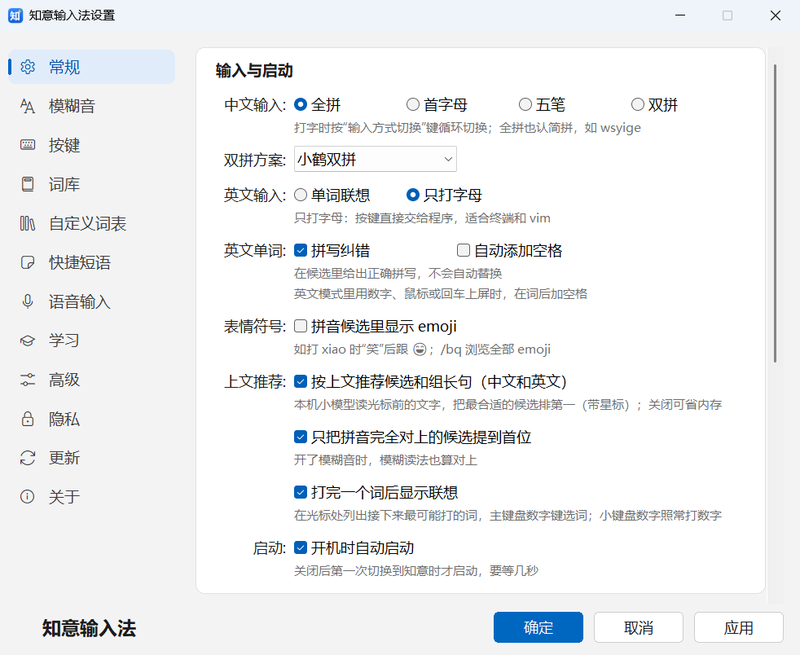 知 知意输入法设置
常规
模糊音
按键
词库
自定义词表
快捷短语
语音输入
学习
高级
隐私
更新
关于
知意输入法
输入与启动
中文输入: 全拼 首字母 五笔 双拼
打字时按“输入方式切换”键循环切换；全拼也认简拼，如 wsyige
双拼方案: 小鹤双拼
英文输入: 单词联想 只打字母
只打字母：按键直接交给程序，适合终端和 vim
英文单词: 拼写纠错 自动添加空格
在候选里给出正确拼写，不会自动替换
英文模式里用数字、鼠标或回车上屏时，在词后加空格
表情符号: 拼音候选里显示 emoji
如打 xiao 时“笑”后跟 😀；/bq 浏览全部 emoji
上文推荐: 按上文推荐候选和组长句（中文和英文）
本机小模型读光标前的文字，把最合适的候选排第一（带星标）；关闭可省内存
只把拼音完全对上的候选提到首位
开了模糊音时，模糊读法也算对上
打完一个词后显示联想
在光标处列出接下来最可能打的词，主键盘数字键选词；小键盘数字照常打数字
启动: 开机时自动启动
关闭后第一次切换到知意时才启动，要等几秒
确定 取消 应用